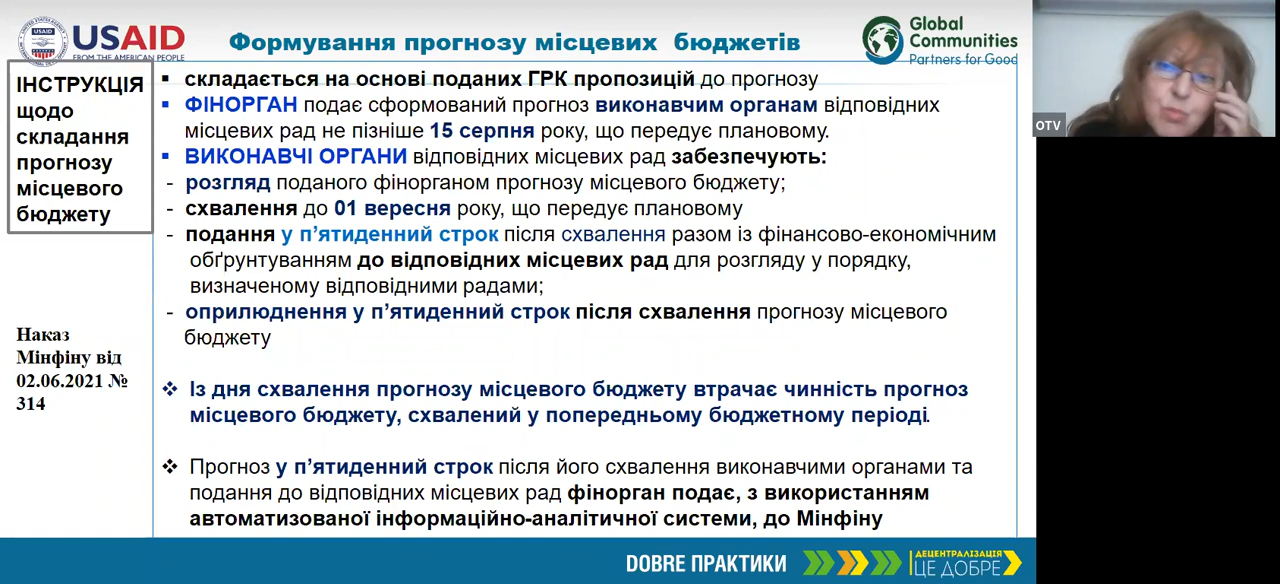 USAID
FROM THE AMERICAN PEOPLE
Формування прогнозу місцевих бюджетів
Global
Communities
Partners for Good
ІНСТРУКЦІЯ
щодо
складання
прогнозу
місцевого
бюджету
Наказ
Мінфіну від
02.06.2021 №
314
▪ складається на основі поданих ГРК пропозицій до прогнозу
▪ ФІНОРГАН подає сформований прогноз виконавчим органам відповідних
місцевих рад не пізніше 15 серпня року, що передує плановому.
▪ ВИКОНАВЧІ ОРГАНИ відповідних місцевих рад забезпечують:
- розгляд поданого фінорганом прогнозу місцевого бюджету;
- схвалення до 01 вересня року, що передує плановому
- подання у п’ятиденний строк після схвалення разом із фінансово-економічним
обґрунтуванням до відповідних місцевих рад для розгляду у порядку,
визначеному відповідними радами;
- оприлюднення у п’ятиденний строк після схвалення прогнозу місцевого
бюджету
❖ Із дня схвалення прогнозу місцевого бюджету втрачає чинність прогноз
місцевого бюджету, схвалений у попередньому бюджетному періоді.
❖ Прогноз у п’ятиденний строк після його схвалення виконавчими органами та
подання до відповідних місцевих рад фінорган подає, з використанням
автоматизованої інформаційно-аналітичної системи, до Мінфіну
DOBRE ПРАКТИКИ
ДЕЦЕНТРАЛІЗАЦІЯ
ЦЕ ДОБРЕ
OTV